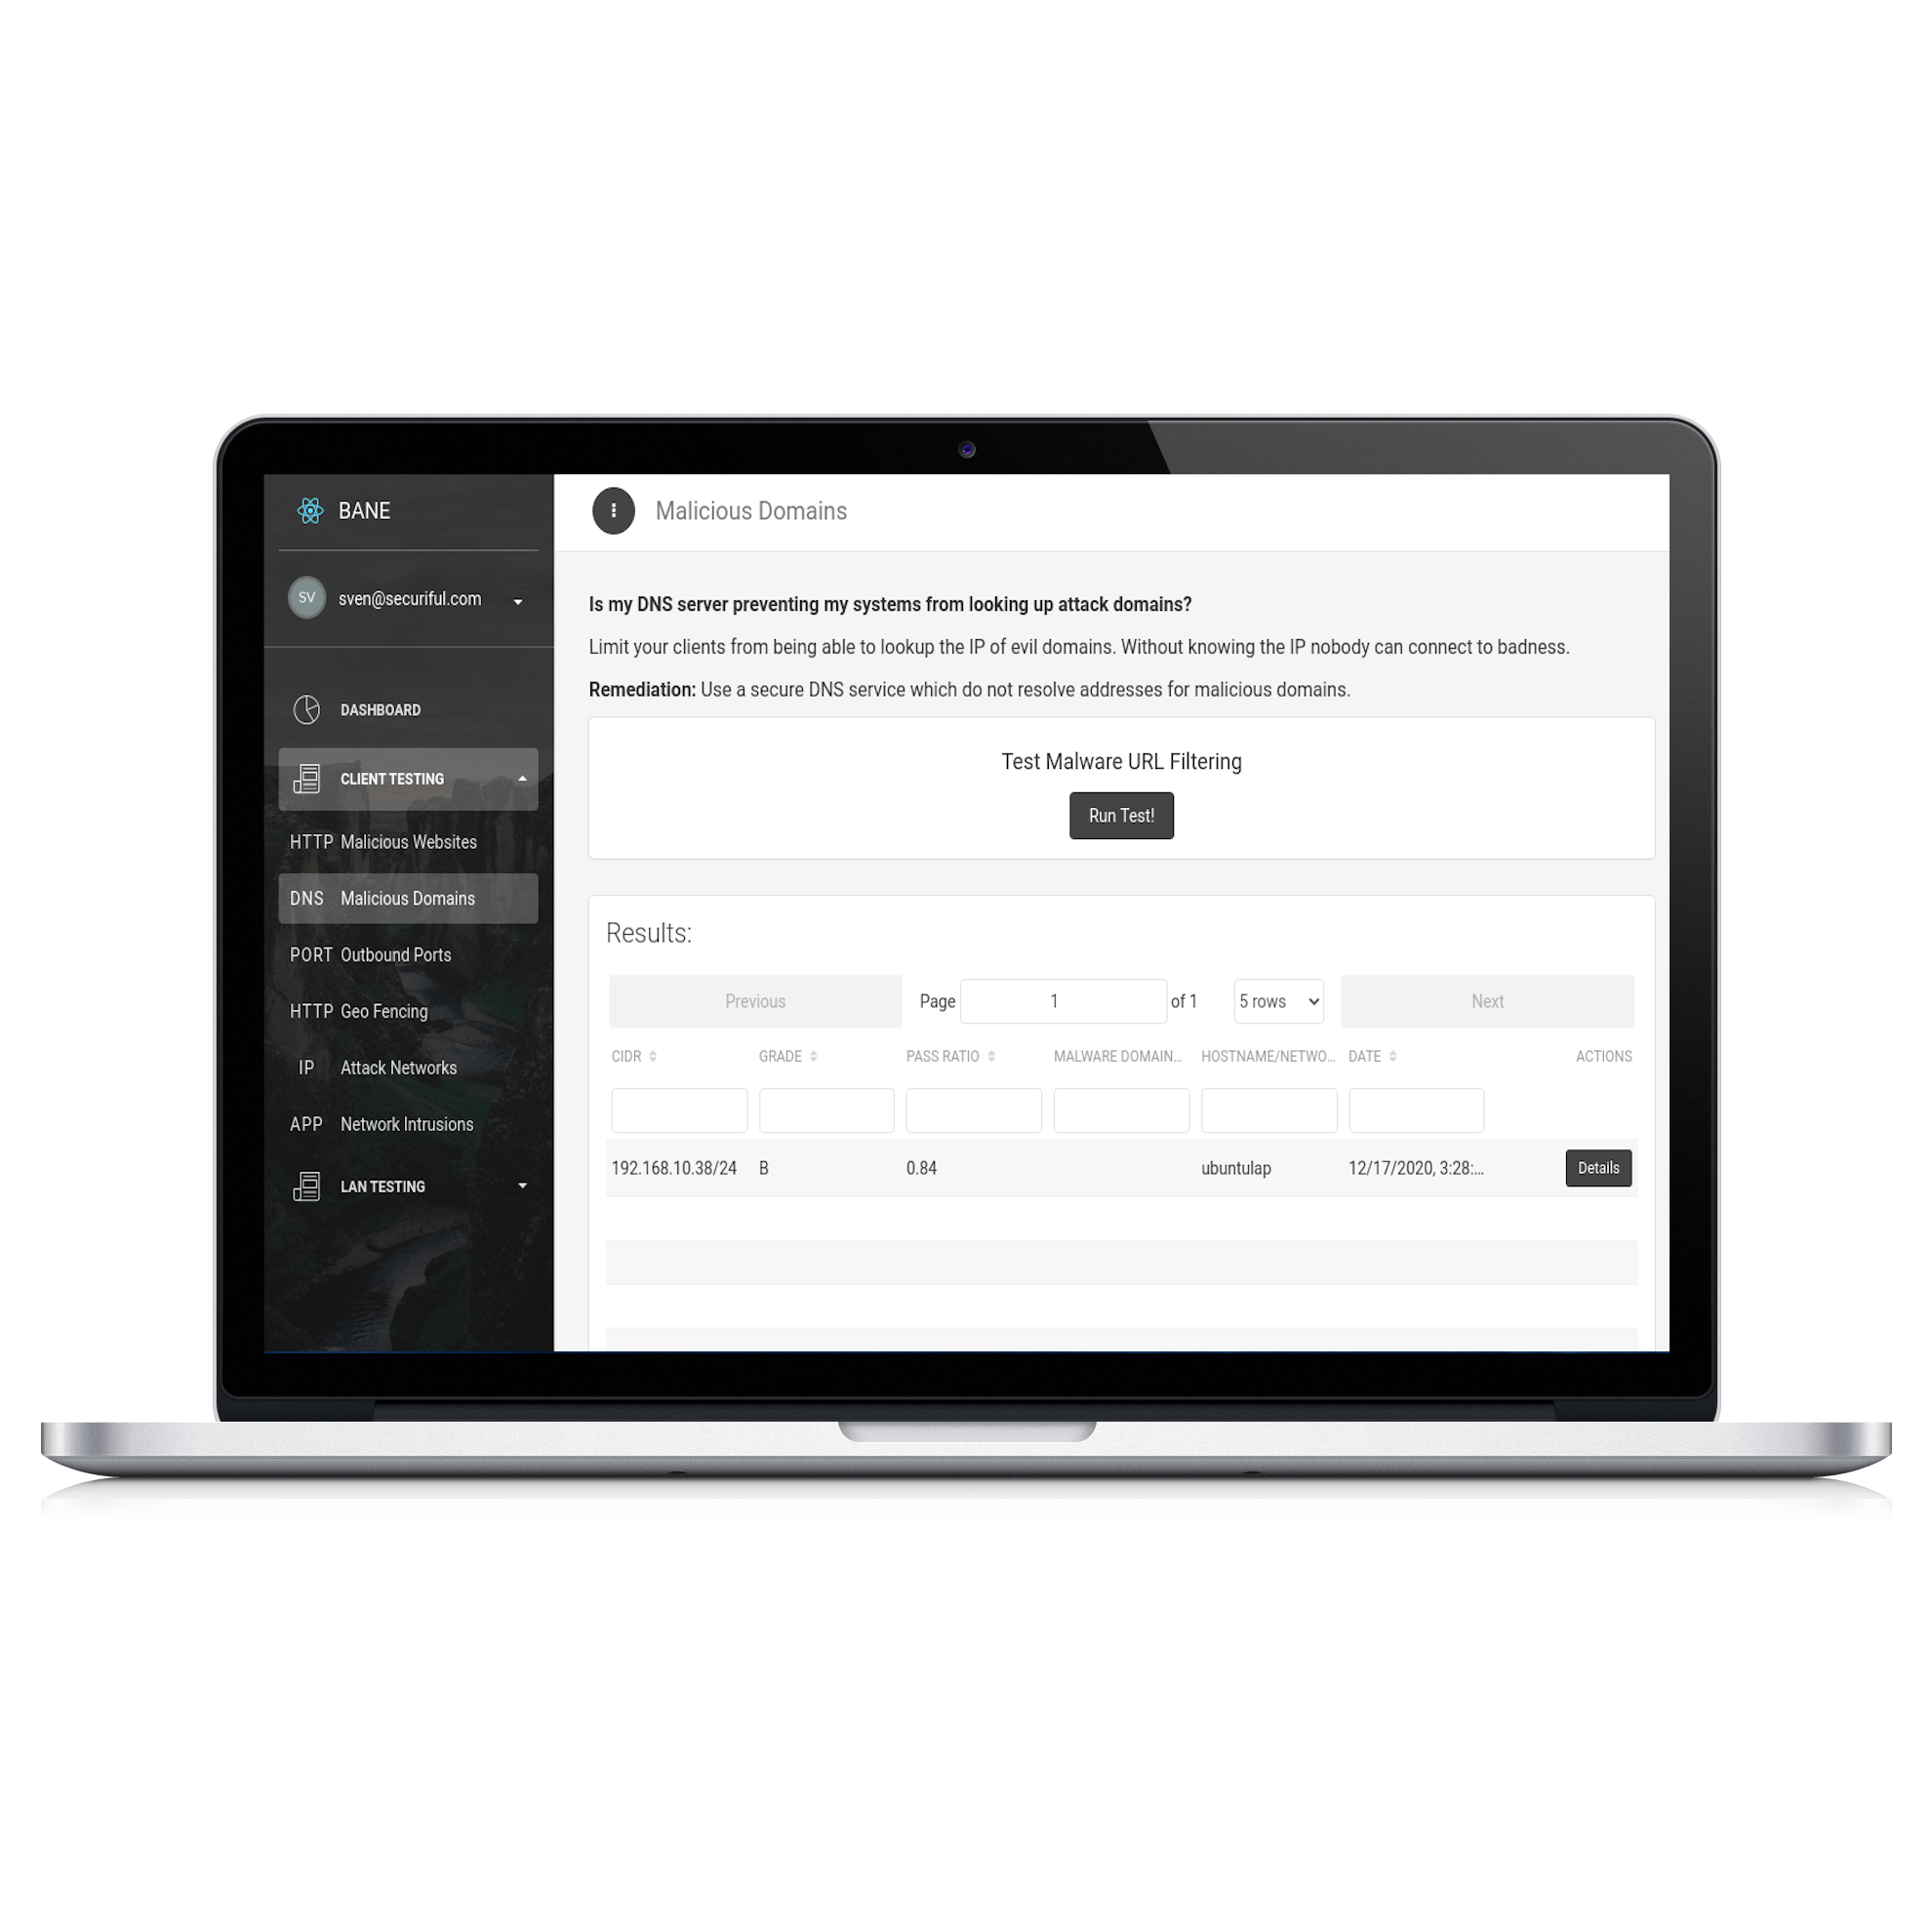 BANE
SV sven@securiful.com
DASHBOARD
CLIENT TESTING
HTTP Malicious Websites
DNS Malicious Domains
PORT Outbound Ports
HTTP Geo Fencing
IP Attack Networks
APP Network Intrusions
LAN TESTING
Malicious Domains
Is my DNS server preventing my systems from looking up attack domains?
Limit your clients from being able to lookup the IP of evil domains. Without knowing the IP nobody can connect to badness.
Remediation: Use a secure DNS service which do not resolve addresses for malicious domains.
Test Malware URL Filtering
Run Test!
Results:
Previous Page 1 of 1 5 rows Next
CIDR GRADE PASS RATIO MALWARE DOMAIN... HOSTNAME/NETWO... DATE ACTIONS
192.168.10.38/24 B 0.84 ubuntulap 12/17/2020, 3:28:... Details